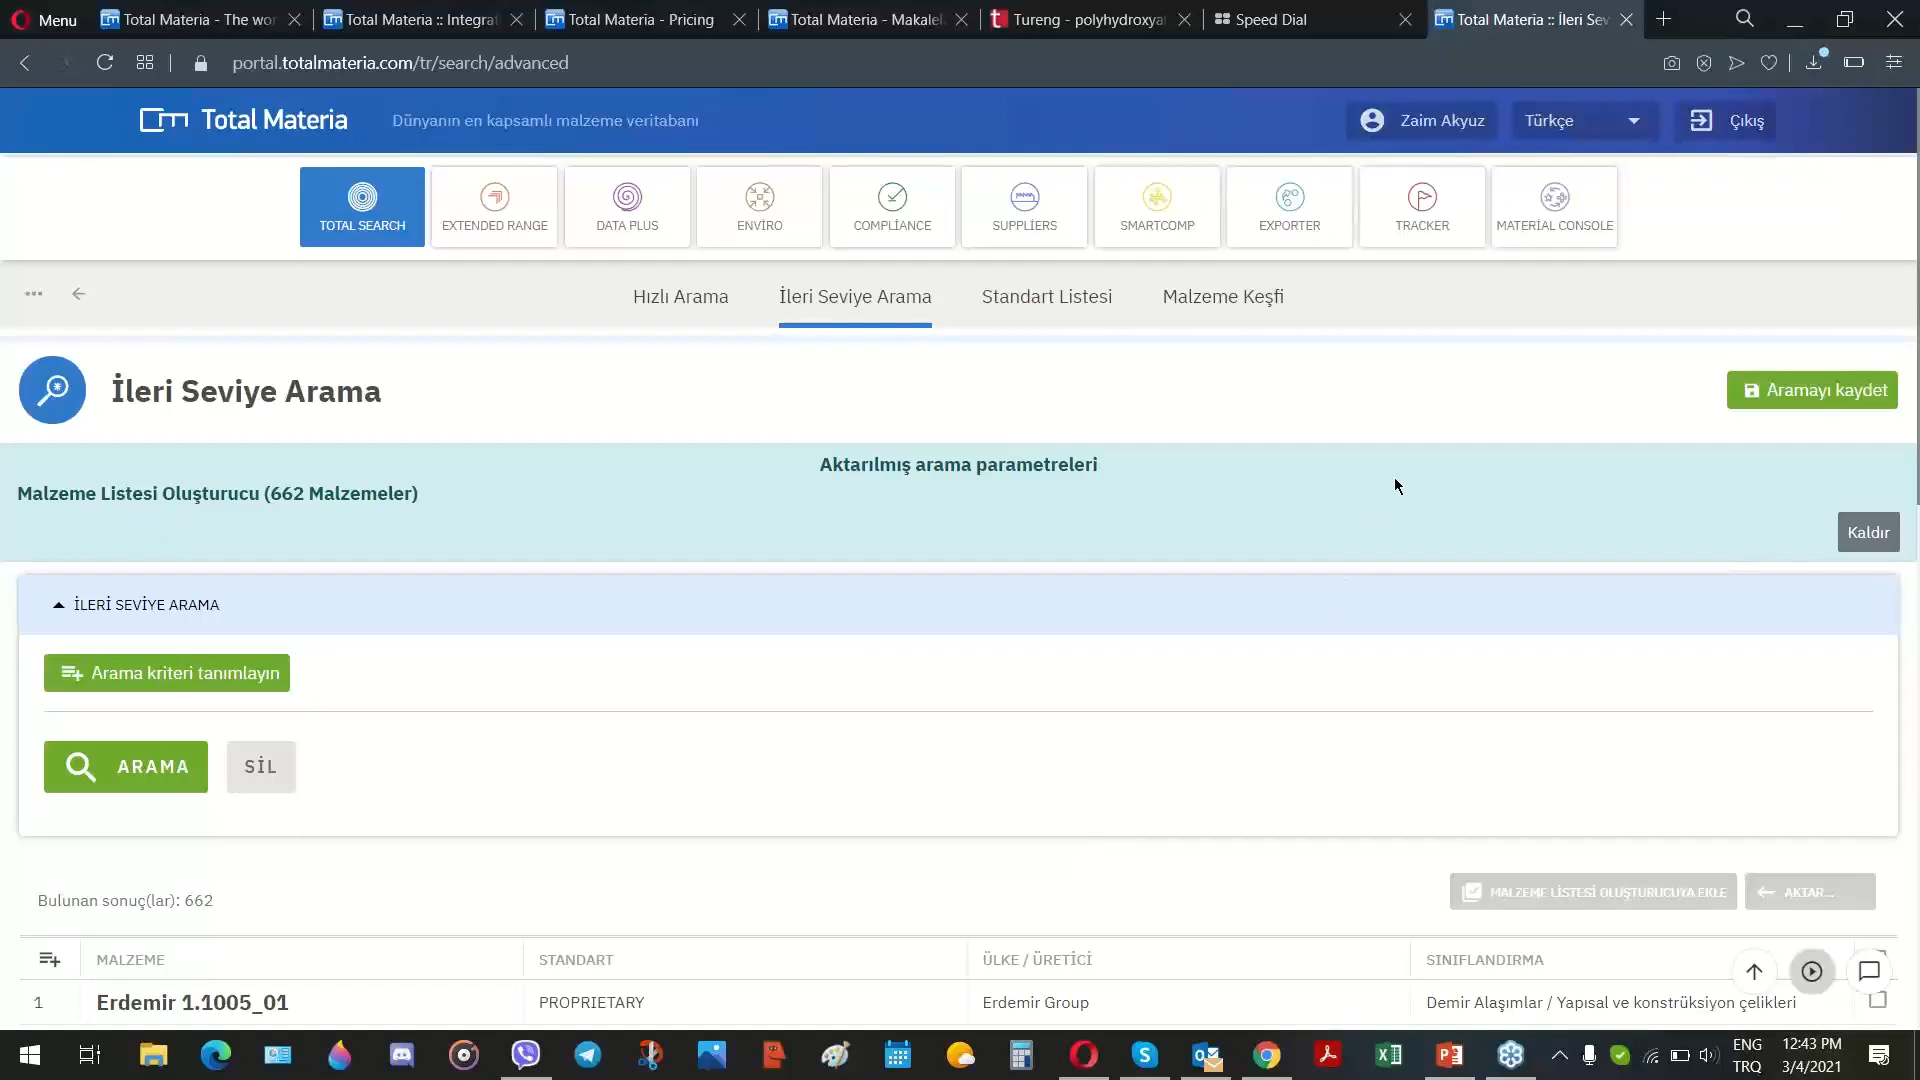 Menu
Total Materia - The wor
Total Materia :: Integrat
Total Materia - Pricing
Total Materia - Makalel
Tureng - polyhydroxya
Speed Dial
Total Materia :: İleri Sev
portal.totalmateria.com/tr/search/advanced
Total Materia
Dünyanın en kapsamlı malzeme veritabanı
Zaim Akyuz
Türkçe
Çıkış
TOTAL SEARCH
EXTENDED RANGE
DATA PLUS
ENVİRO
COMPLİANCE
SUPPLİERS
SMARTCOMP
EXPORTER
TRACKER
MATERİAL CONSOLE
Hızlı Arama
İleri Seviye Arama
Standart Listesi
Malzeme Keşfi
İleri Seviye Arama
Aramayı kaydet
Aktarılmış arama parametreleri
Malzeme Listesi Oluşturucu (662 Malzemeler)
Kaldır
İLERİ SEVİYE ARAMA
Arama kriteri tanımlayın
ARAMA
SİL
Bulunan sonuç(lar): 662
MALZEME LİSTESİ OLUŞTURUCUYA EKLE
AKTAR...
MALZEME
STANDART
ÜLKE / ÜRETİCİ
SINIFLANDIRMA
1
Erdemir 1.1005_01
PROPRIETARY
Erdemir Group
Demir Alaşımlar / Yapısal ve konstrüksiyon çelikleri
ENG
TRQ
12:43 PM
3/4/2021